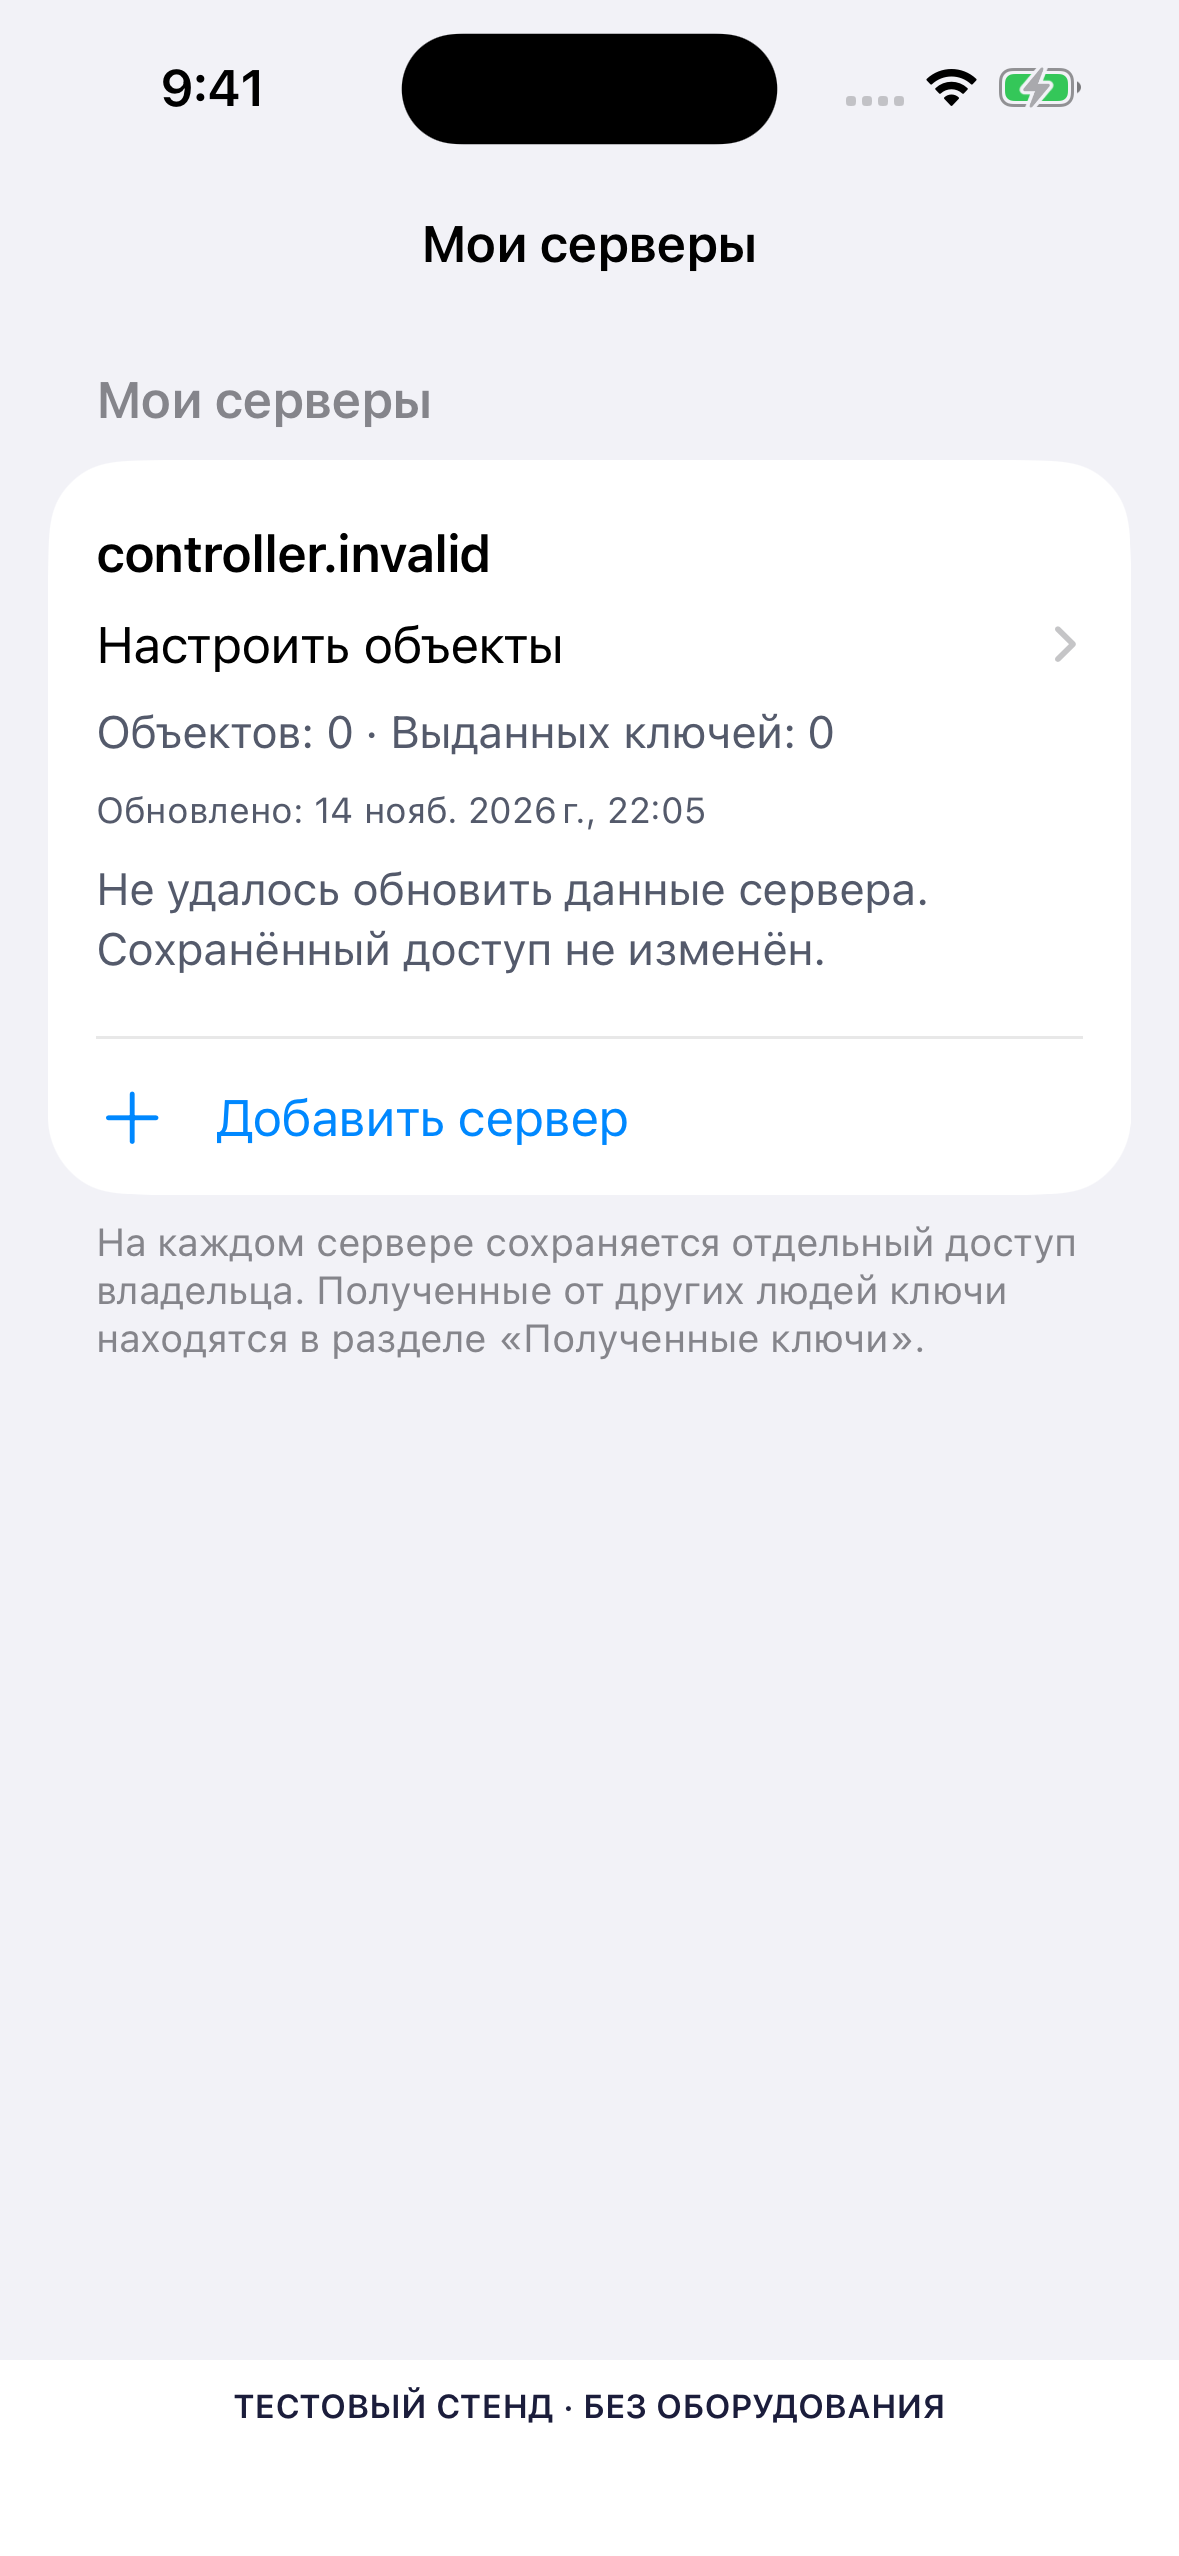 9:41
Мои серверы
Мои серверы
controller.invalid
Настроить объекты
Объектов: 0 · Выданных ключей: 0
Обновлено: 14 нояб. 2026 г., 22:05
Не удалось обновить данные сервера.
Сохранённый доступ не изменён.
Добавить сервер
На каждом сервере сохраняется отдельный доступ
владельца. Полученные от других людей ключи
находятся в разделе «Полученные ключи».
ТЕСТОВЫЙ СТЕНД · БЕЗ ОБОРУДОВАНИЯ